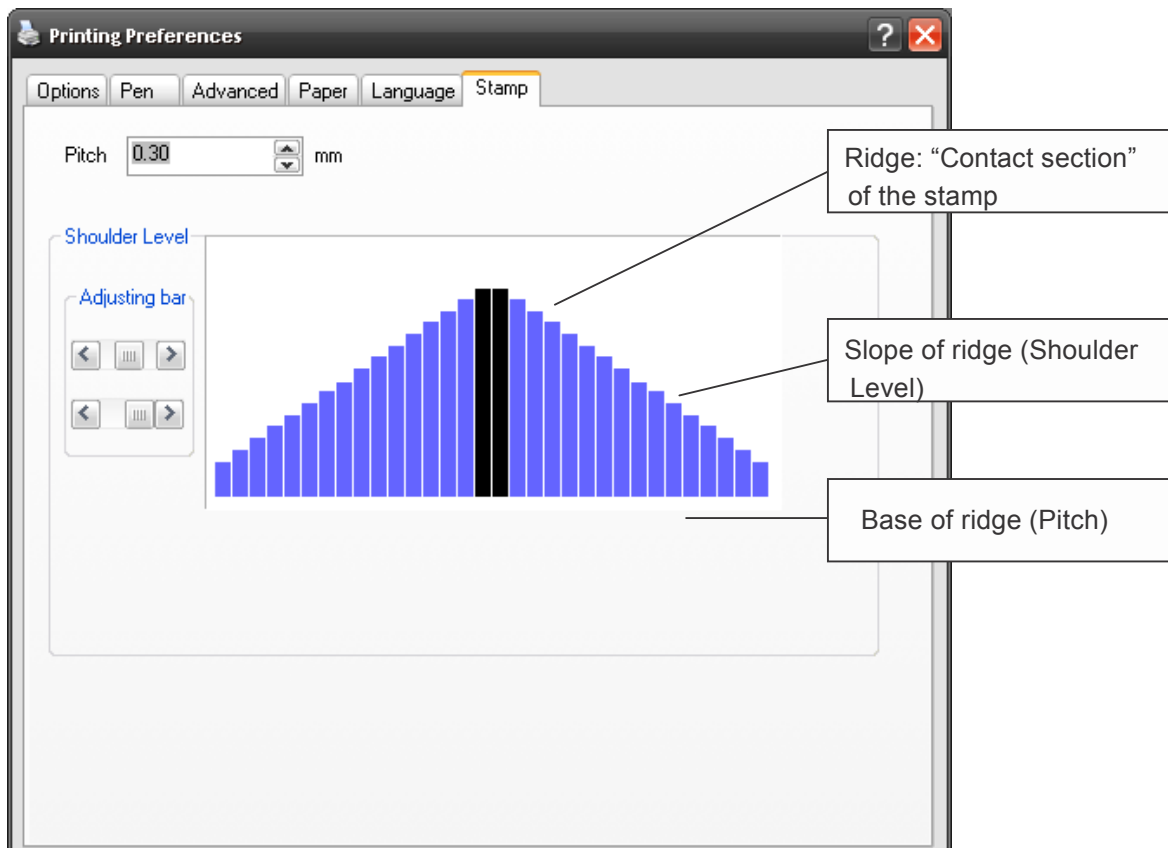 Printing Preferences
Options Pen Advanced Paper Language Stamp
Pitch 0.30 mm
Ridge: “Contact section”
of the stamp
Shoulder Level
Adjusting bar
Slope of ridge (Shoulder
Level)
Base of ridge (Pitch)